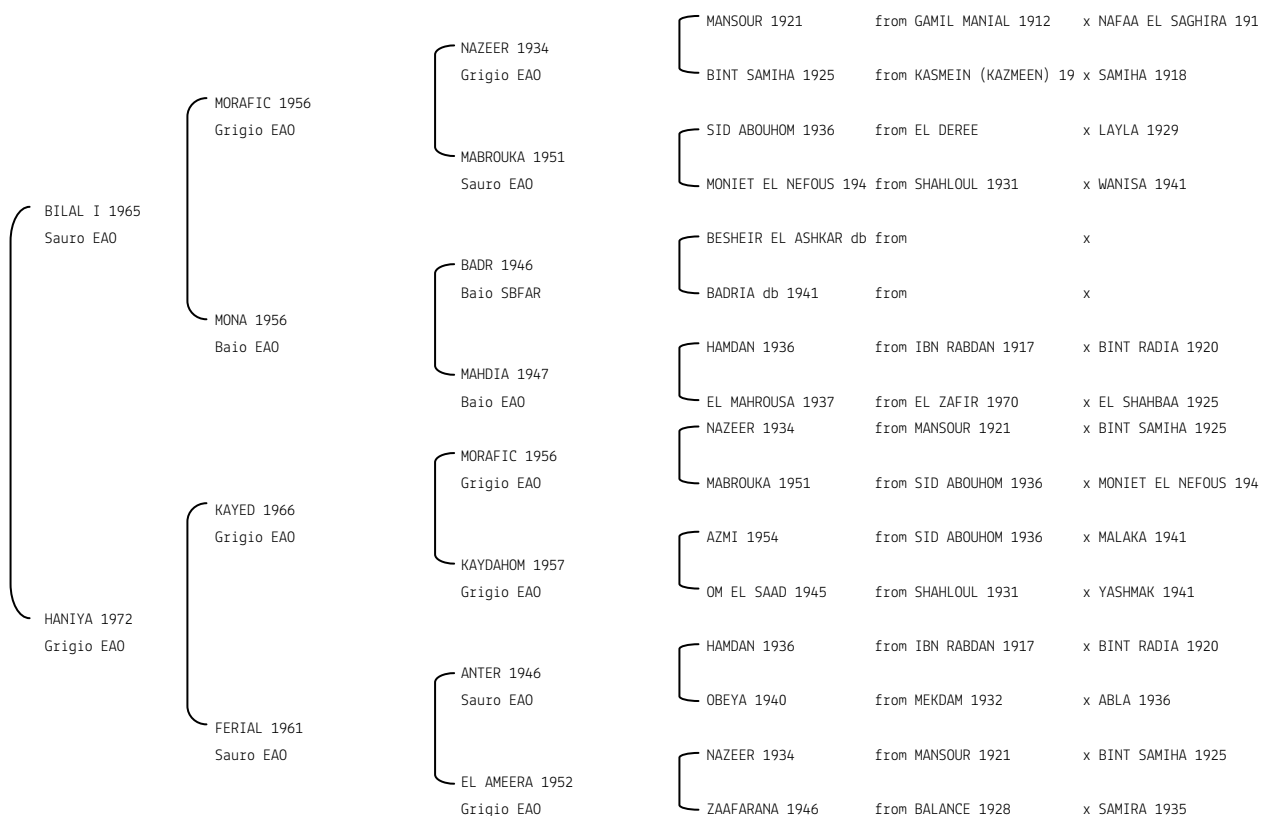 MANSOUR 1921 from GAMIL MANIAL 1912 x NAFAA EL SAGHIRA 191
NAZEER 1934
Grigio EAO
BINT SAMIHA 1925 from KASMEIN (KAZMEEN) 19 x SAMIHA 1918
MORAFIC 1956
Grigio EAO
SID ABOUHOM 1936 from EL DEREE x LAYLA 1929
MABROUKA 1951
Sauro EAO
MONIET EL NEFOUS 194 from SHAHLOUL 1931 x WANISA 1941
BILAL I 1965
Sauro EAO
BESHEIR EL ASHKAR db from x
BADR 1946
Baio SBFAR
BADRIA db 1941 from x
MONA 1956
Baio EAO
HAMDAN 1936 from IBN RABDAN 1917 x BINT RADIA 1920
MAHDIA 1947
Baio EAO
EL MAHROUSA 1937 from EL ZAFIR 1970 x EL SHAHBAA 1925
NAZEER 1934 from MANSOUR 1921 x BINT SAMIHA 1925
MORAFIC 1956
Grigio EAO
MABROUKA 1951 from SID ABOUHOM 1936 x MONIET EL NEFOUS 194
KAYED 1966
Grigio EAO
AZMI 1954 from SID ABOUHOM 1936 x MALAKA 1941
KAYDAHOM 1957
Grigio EAO
OM EL SAAD 1945 from SHAHLOUL 1931 x YASHMAK 1941
HANIYA 1972
Grigio EAO
HAMDAN 1936 from IBN RABDAN 1917 x BINT RADIA 1920
ANTER 1946
Sauro EAO
OBEYA 1940 from MEKDAM 1932 x ABLA 1936
FERIAL 1961
Sauro EAO
NAZEER 1934 from MANSOUR 1921 x BINT SAMIHA 1925
EL AMEERA 1952
Grigio EAO
ZAAFARANA 1946 from BALANCE 1928 x SAMIRA 1935